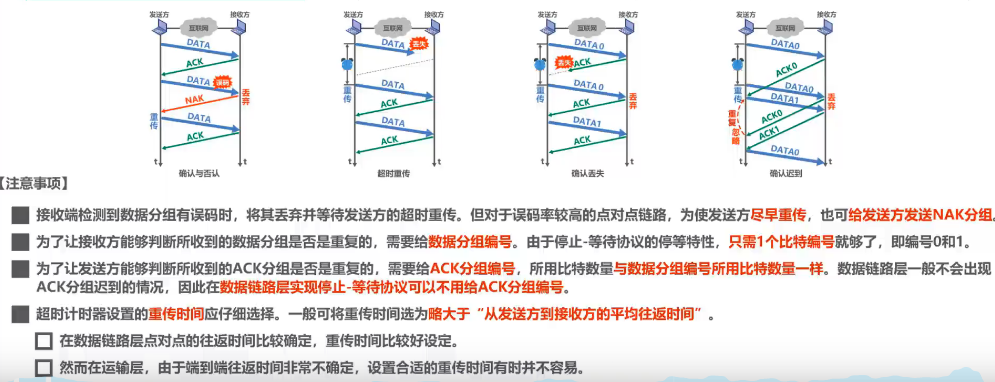 发送方 接收方 发送方 接收方 发送方 接收方 发送方 接收方
互联网 互联网 互联网 互联网
DATA
ACK
DATA 误码
NAK 丢弃
重传
DATA
ACK
t t
确认与否认
DATA 丢失
重传
DATA
ACK
DATA
ACK
t t
超时重传
DATA0
丢失 ACK
重传
DATA0
丢弃
ACK
DATA1
ACK
t t
确认丢失
DATA0
ACK0
重传
DATA0
DATA1
丢弃
重复 忽略
ACK0
ACK1
DATA0
t t
确认迟到
【注意事项】
接收端检测到数据分组有误码时，将其丢弃并等待发送方的超时重传。但对于误码率较高的点对点链路，为使发送方尽早重传，也可给发送方发送NAK分组。
为了让接收方能够判断所收到的数据分组是否是重复的，需要给数据分组编号。由于停止-等待协议的停等特性，只需1个比特编号就够了，即编号0和1。
为了让发送方能够判断所收到的ACK分组是否是重复的，需要给ACK分组编号，所用比特数量与数据分组编号所用比特数量一样。数据链路层一般不会出现
ACK分组迟到的情况，因此在数据链路层实现停止-等待协议可以不用给ACK分组编号。
超时计时器设置的重传时间应仔细选择。一般可将重传时间选为略大于“从发送方到接收方的平均往返时间”。
在数据链路层点对点的往返时间比较确定，重传时间比较好设定。
然而在运输层，由于端到端往返时间非常不确定，设置合适的重传时间有时并不容易。